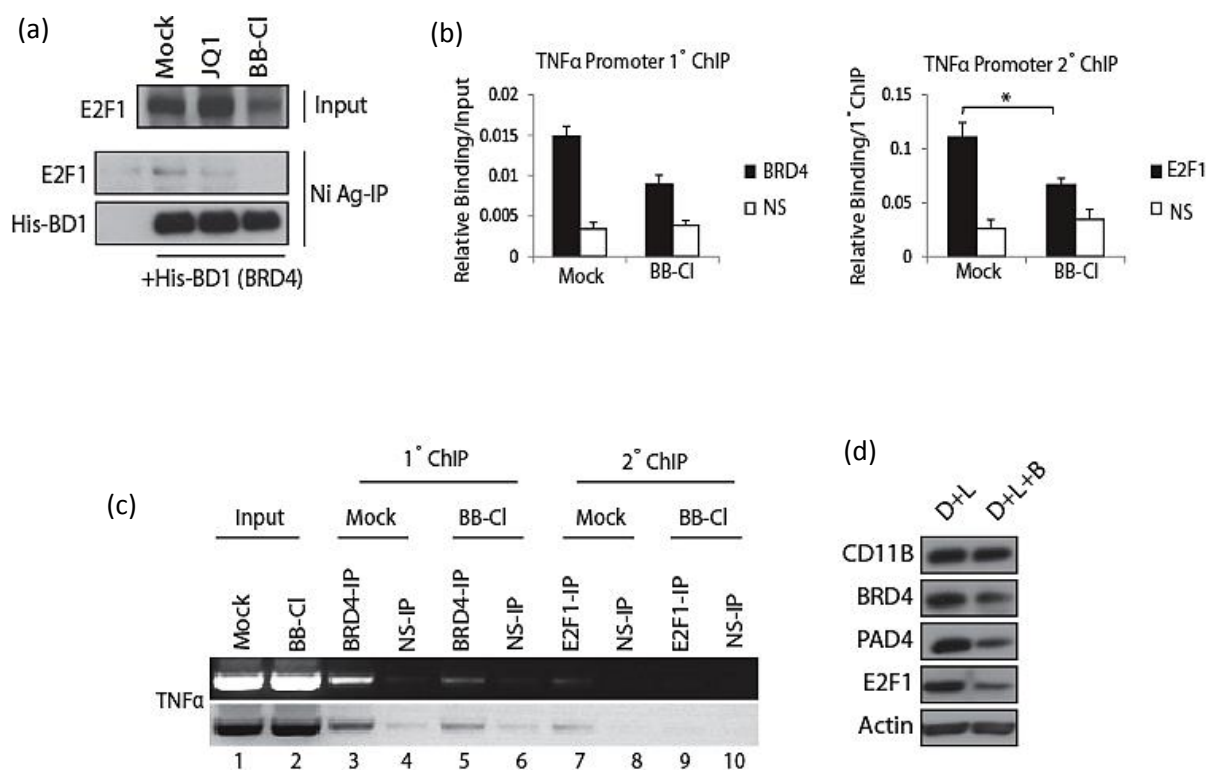 (a)
Mock
JQ1
BB-Cl
E2F1
Input
E2F1
His-BD1
Ni Ag-IP
+His-BD1 (BRD4)
(b)
TNFα Promoter 1° ChIP
Relative Binding/Input
0.02
0.015
0.01
0.005
0
Mock
BB-Cl
BRD4
NS
TNFα Promoter 2° ChIP
Relative Binding/1° ChIP
0.15
0.1
0.05
0
*
Mock
BB-Cl
E2F1
NS
(c)
1° ChIP
2° ChIP
Input
Mock
BB-Cl
Mock
BB-Cl
Mock
BB-Cl
BRD4-IP
NS-IP
BRD4-IP
NS-IP
E2F1-IP
NS-IP
E2F1-IP
NS-IP
TNFα
1 2 3 4 5 6 7 8 9 10
(d)
D+L
D+L+B
CD11B
BRD4
PAD4
E2F1
Actin